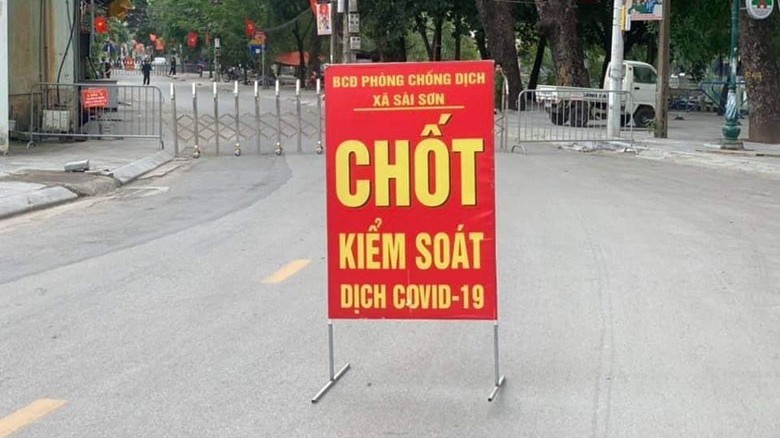 BCĐ PHÒNG CHỐNG DỊCH
XÃ SÀI SƠN
CHỐT
KIỂM SOÁT
DỊCH COVID-19